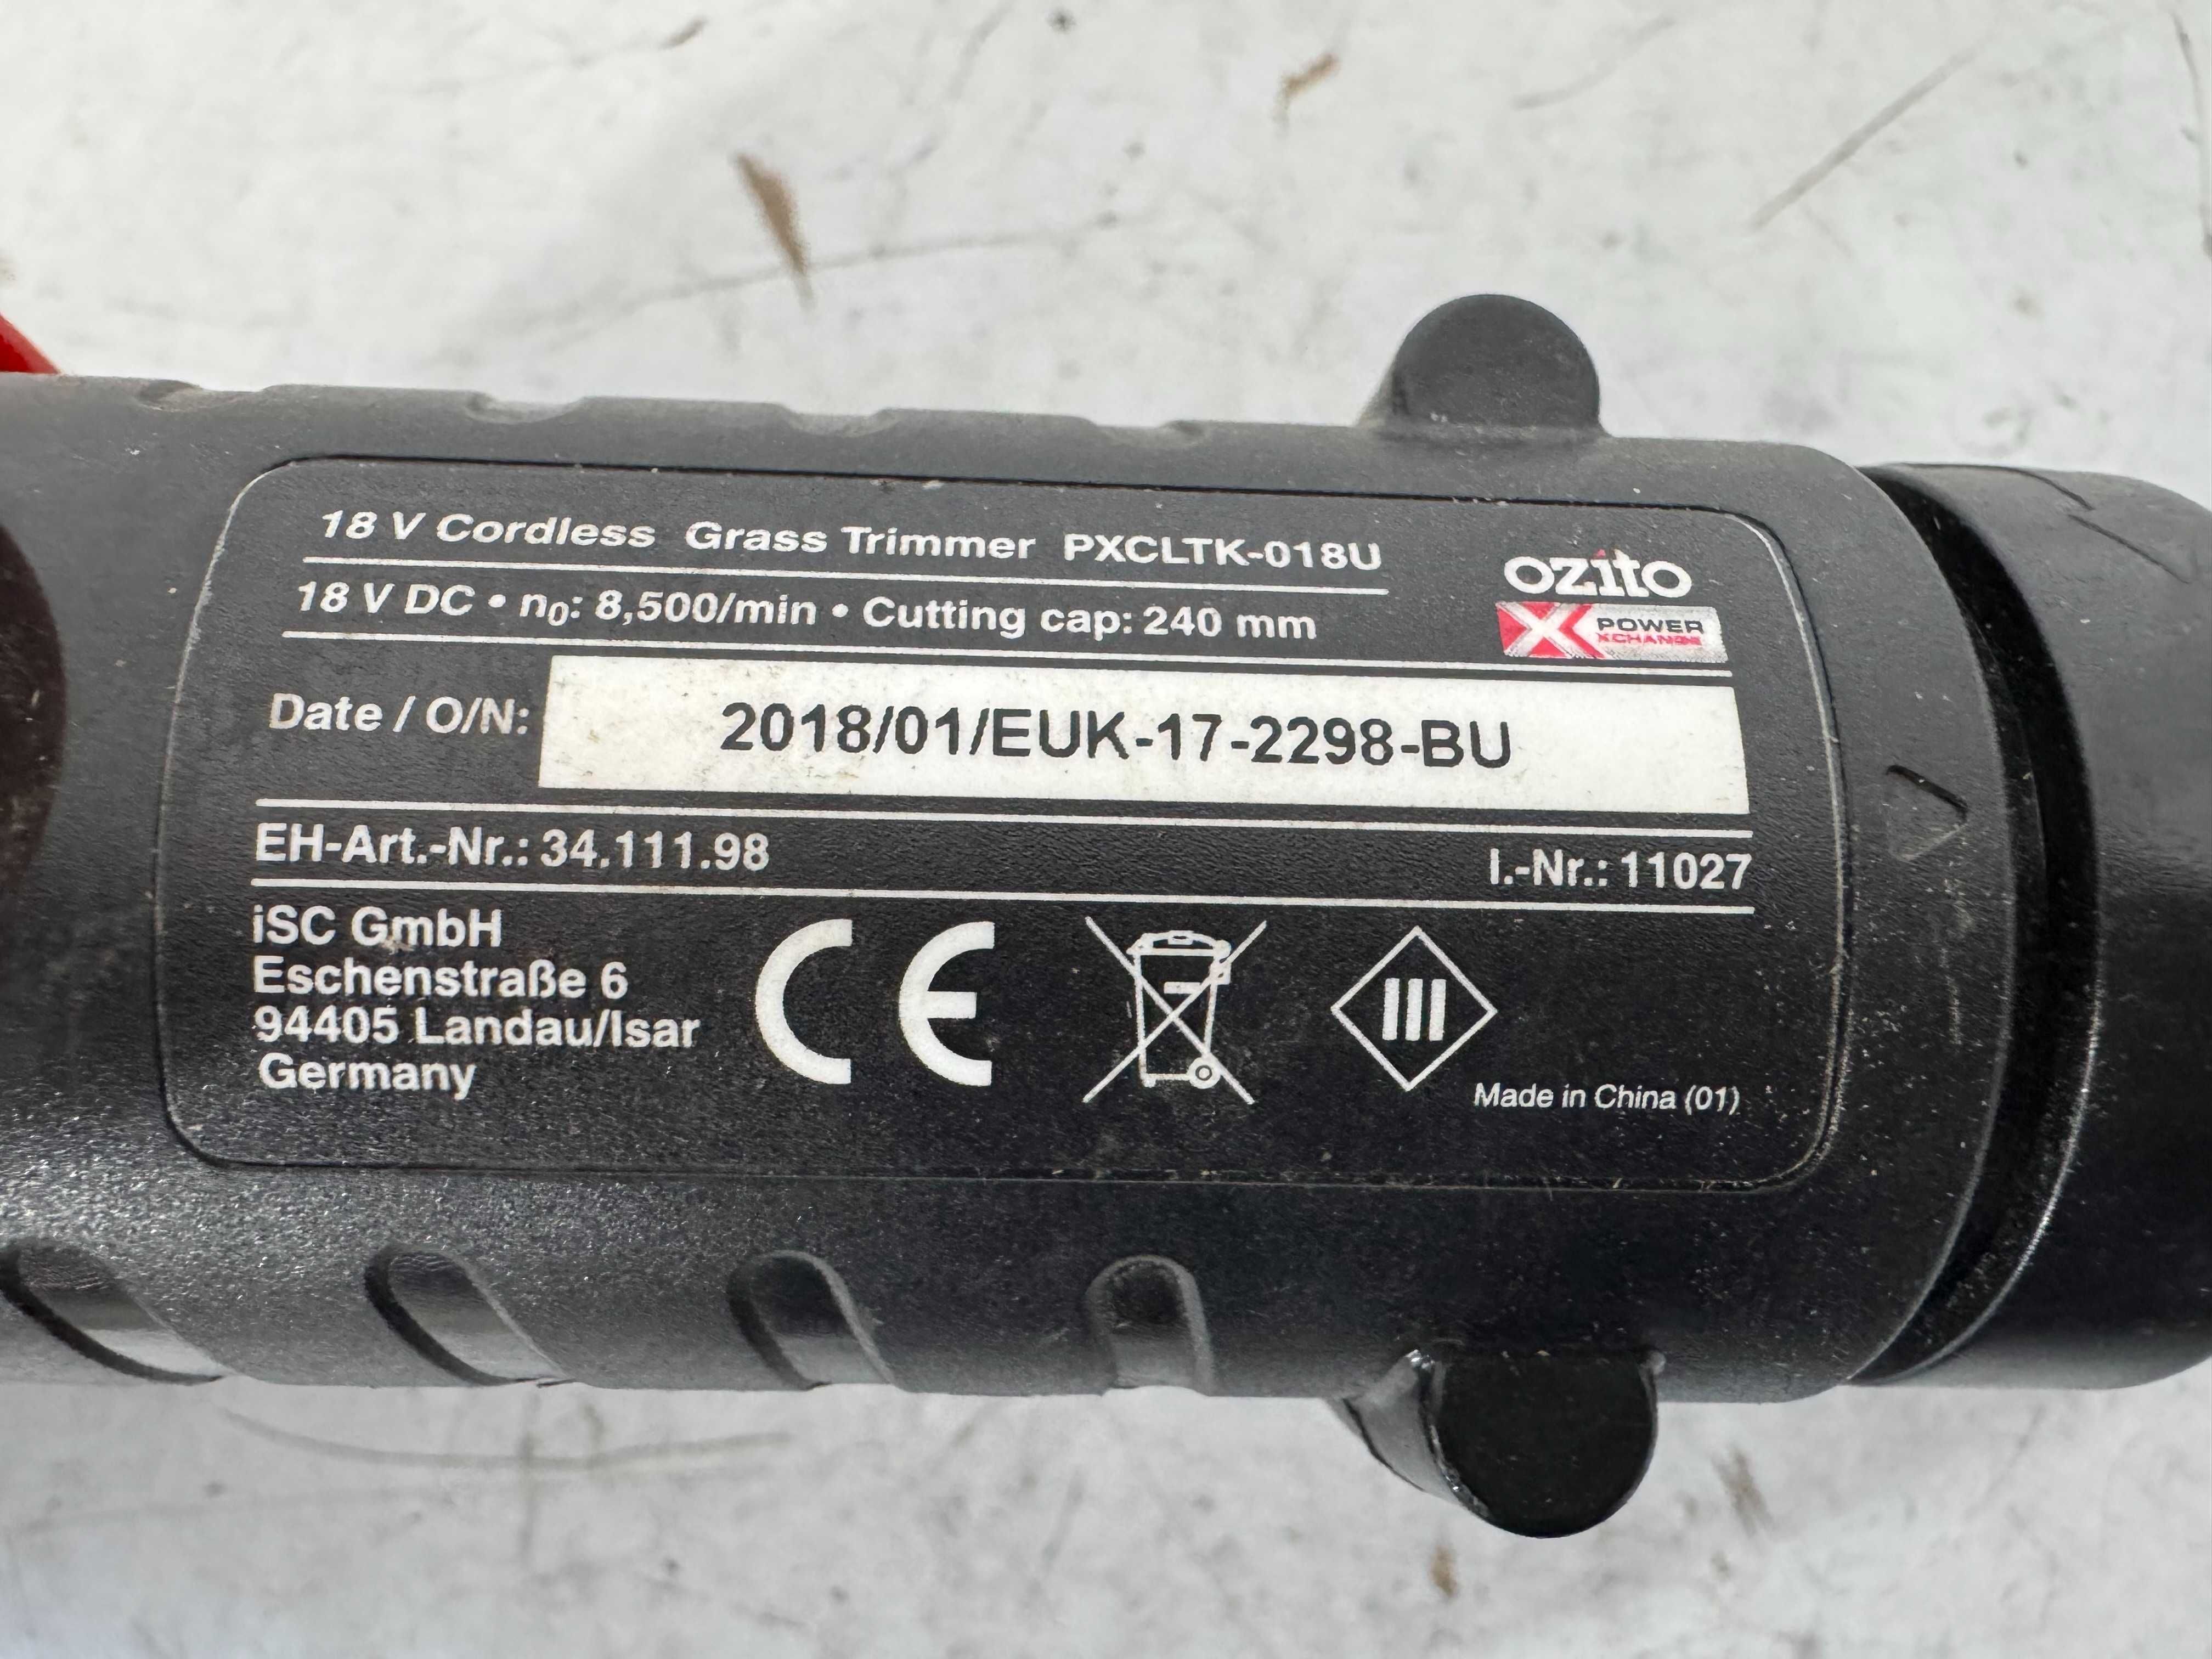 18 V Cordless Grass Trimmer PXCLTK-018U
ozito
18 V DC • n₀: 8,500/min • Cutting cap: 240 mm
X POWER
XCHANGE
Date / O/N: 2018/01/EUK-17-2298-BU
EH-Art.-Nr.: 34.111.98 I.-Nr.: 11027
iSC GmbH
Eschenstraße 6
94405 Landau/Isar
Germany
CE
III
Made in China (01)